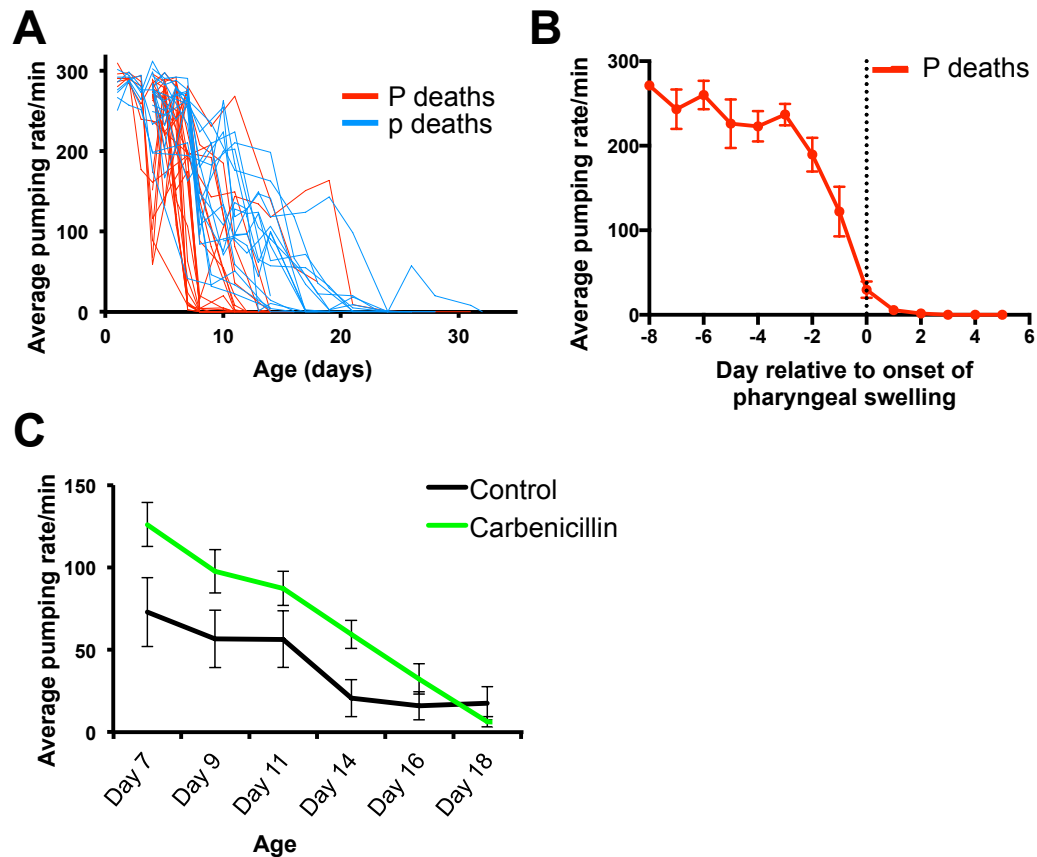 A
Average pumping rate/min
300
200
100
0
0
10
20
30
Age (days)
P deaths
p deaths
B
Average pumping rate/min
300
200
100
0
-8
-6
-4
-2
0
2
4
6
Day relative to onset of
pharyngeal swelling
P deaths
C
Average pumping rate/min
150
100
50
0
Day 7
Day 9
Day 11
Day 14
Day 16
Day 18
Age
Control
Carbenicillin